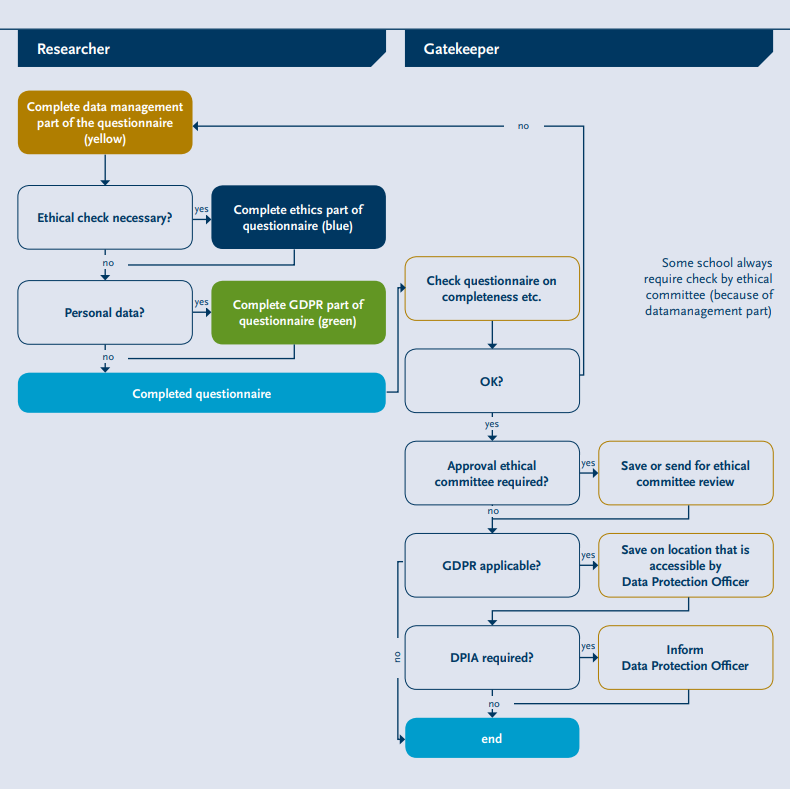 Researcher
Gatekeeper
Complete data management
part of the questionnaire
(yellow)
no
Ethical check necessary?
yes
Complete ethics part of
questionnaire (blue)
no
Personal data?
yes
Complete GDPR part of
questionnaire (green)
no
Completed questionnaire
Check questionnaire on
completeness etc.
Some school always
require check by ethical
committee (because of
datamanagement part)
OK?
yes
Approval ethical
committee required?
yes
Save or send for ethical
committee review
no
GDPR applicable?
yes
Save on location that is
accessible by
Data Protection Officer
no
DPIA required?
yes
Inform
Data Protection Officer
no
end